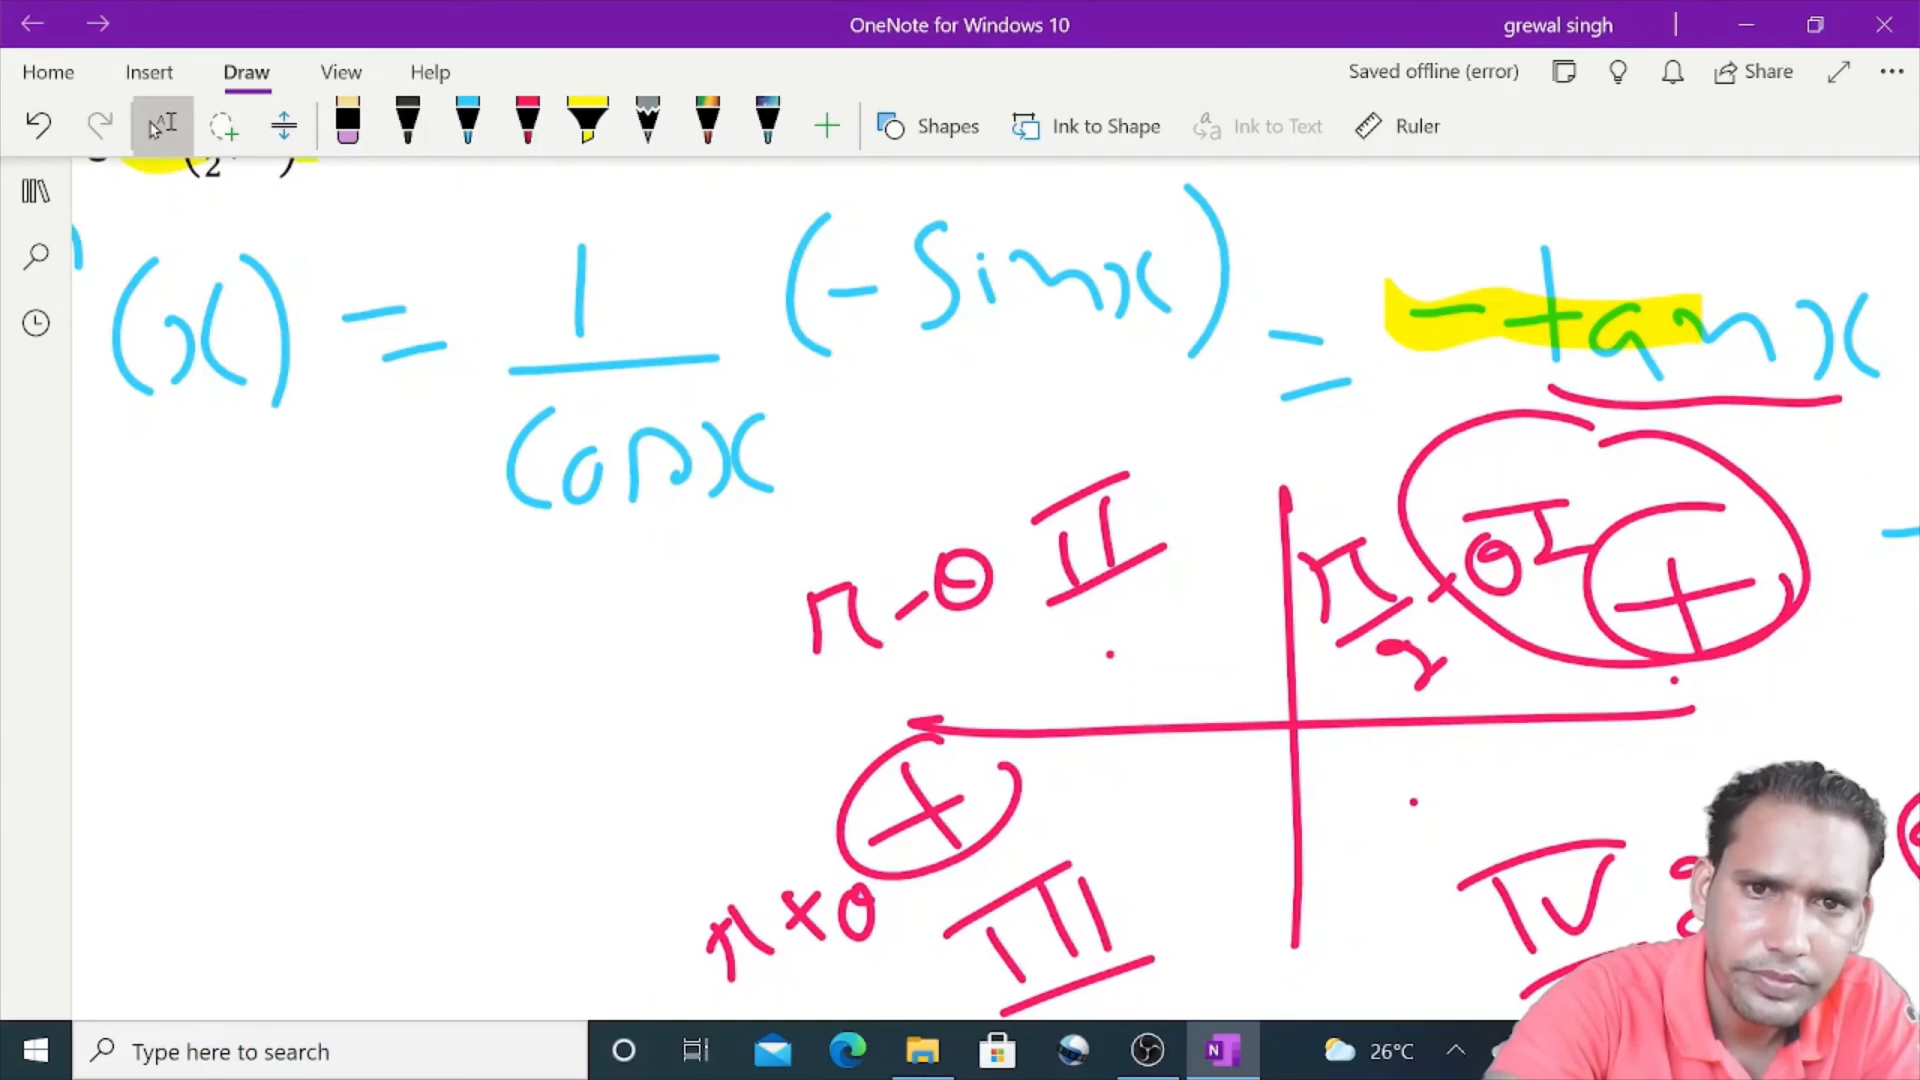 OneNote for Windows 10
grewal singh
Home Insert Draw View Help
Saved offline (error) Share
Shapes Ink to Shape Ink to Text Ruler
(2 )
(x) = 1/cosx (-sinx) = -tanx
π-θ II
π/2-θ I +
+
π+θ III
IV
Type here to search
26°C